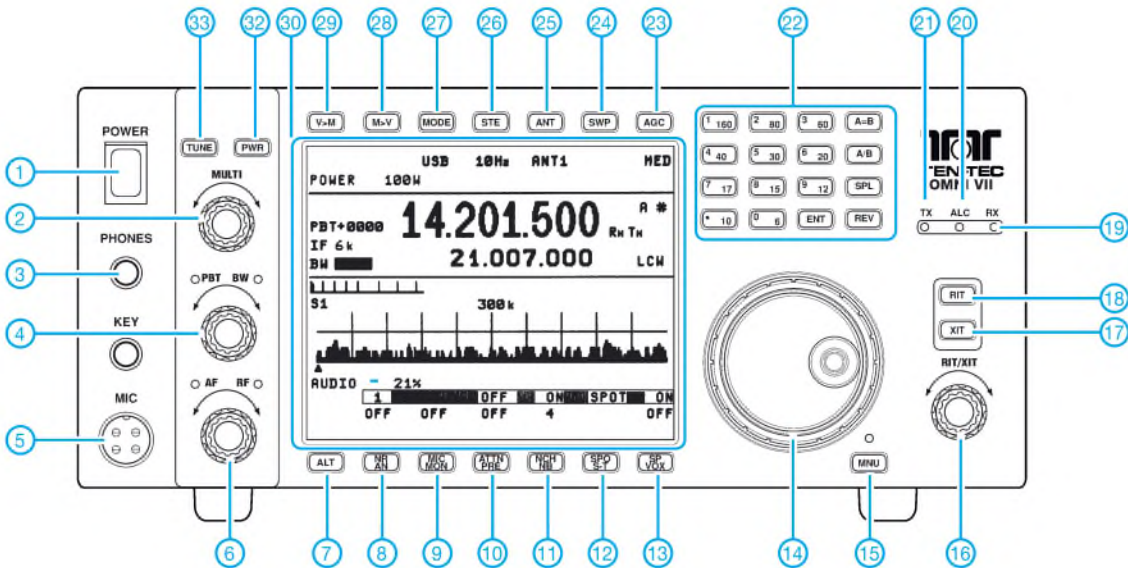 33 32 30 29 28 27 26 25 24 23 22 21 20
POWER
TUNE PWR
V>M M>V MODE STE ANT SWP AGC
1 160 2 80 3 60 A=B
4 40 5 30 6 20 A/B
7 17 8 15 9 12 SPL
• 10 0 6 ENT REV
TEN-TEC
OMNI VII
TX ALC RX
1
MULTI
2
PHONES
3
PBT BW
4
KEY
AF RF
MIC
5
USB 10Hz ANT1 MED
POWER 100W
PBT+0000 14.201.500 A #
IF 6k
BW 21.007.000 LCW
S1 300k
AUDIO - 21%
1 OFF ON SPOT ON
OFF OFF OFF 4 OFF
19
RIT 18
XIT 17
RIT/XIT
ALT NR AN MIC MON ATTN PRE NCH NB SPO S-T SP VOX MNU
6 7 8 9 10 11 12 13 14 15 16